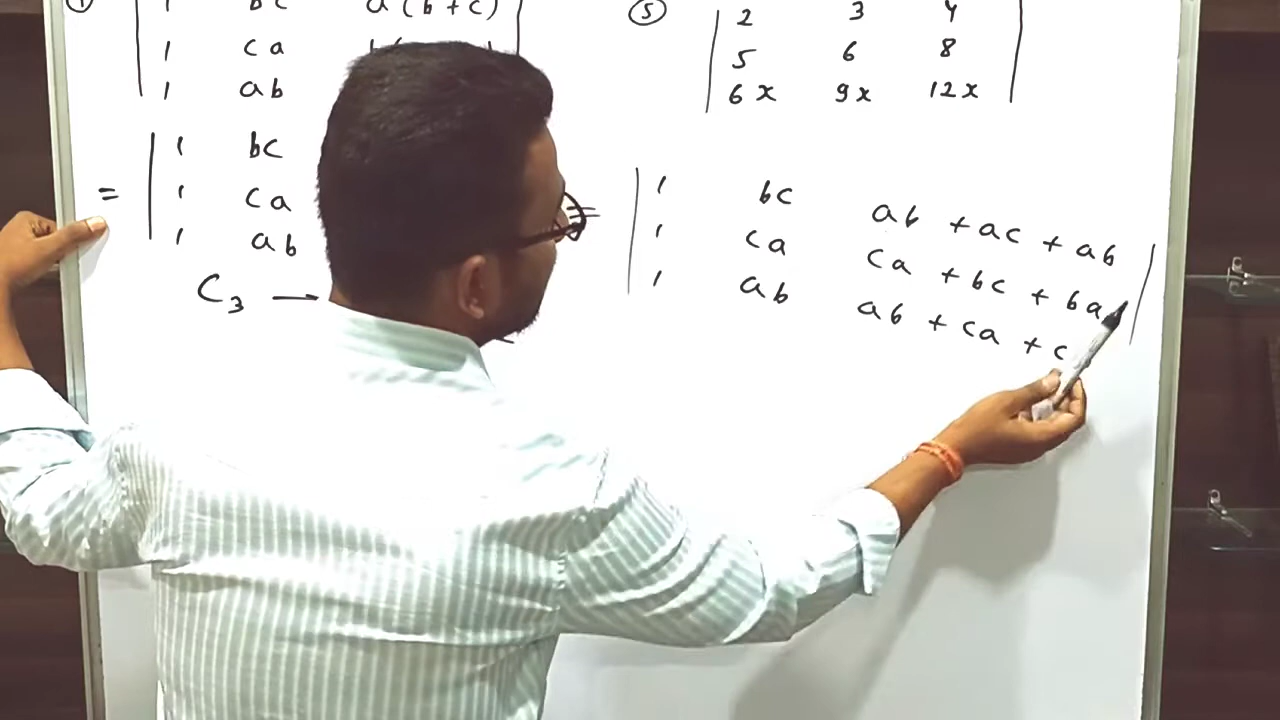 ④ 1 bc a(b+c)
1 ca
1 ab
= 1 bc
1 ca
1 ab
C₃ →
⑤ 2 3 4
5 6 8
6x 9x 12x
= 1 bc ab + ac + ab
1 ca ca + bc + ba
1 ab ab + ca + c